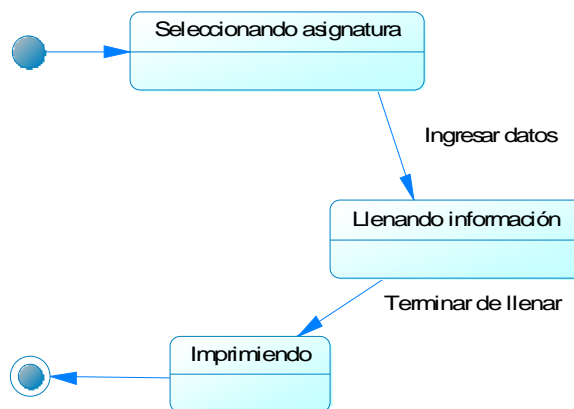 Seleccionando asignatura
Ingresar datos
Llenando información
Terminar de llenar
Imprimiendo